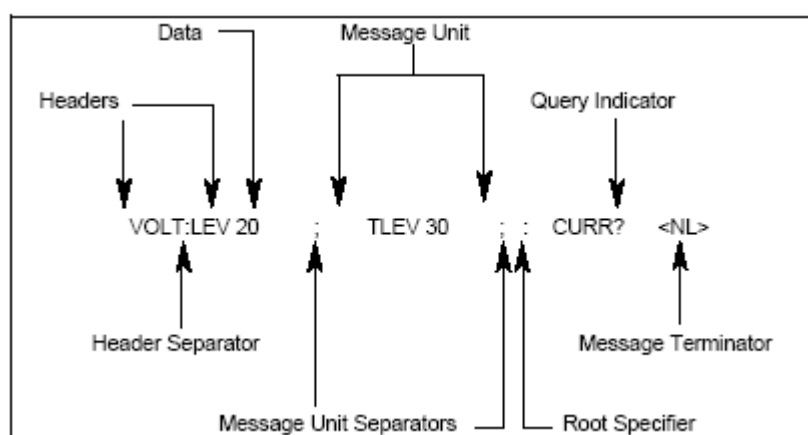 Data
Message Unit
Headers
Query Indicator
VOLT:LEV 20 ; TLEV 30 ; : CURR? <NL>
Header Separator
Message Terminator
Message Unit Separators
Root Specifier